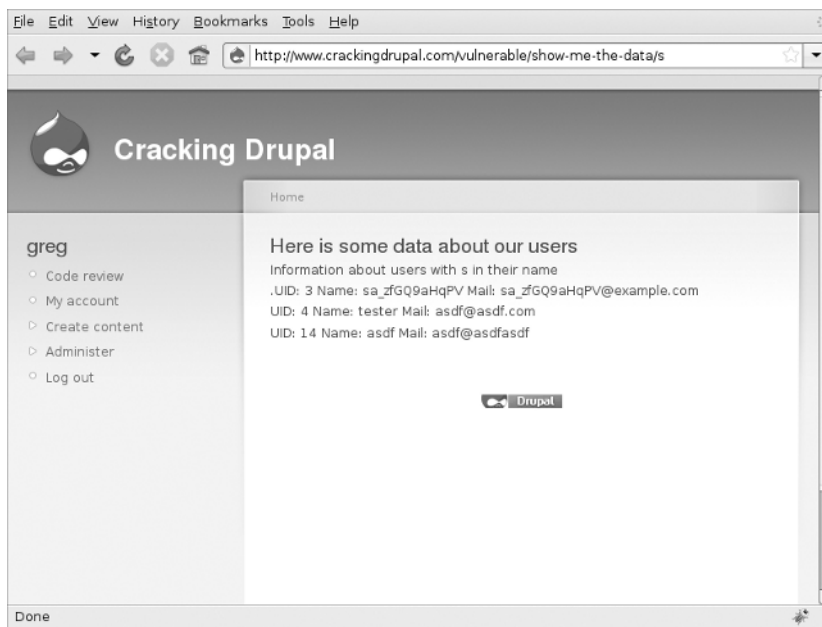 File Edit View History Bookmarks Tools Help
http://www.crackingdrupal.com/vulnerable/show-me-the-data/s
Cracking Drupal
Home
greg
Code review
My account
Create content
Administer
Log out
Here is some data about our users
Information about users with s in their name
.UID: 3 Name: sa_zfGQ9aHqPV Mail: sa_zfGQ9aHqPV@example.com
UID: 4 Name: tester Mail: asdf@asdf.com
UID: 14 Name: asdf Mail: asdf@asdfasdf
Drupal
Done